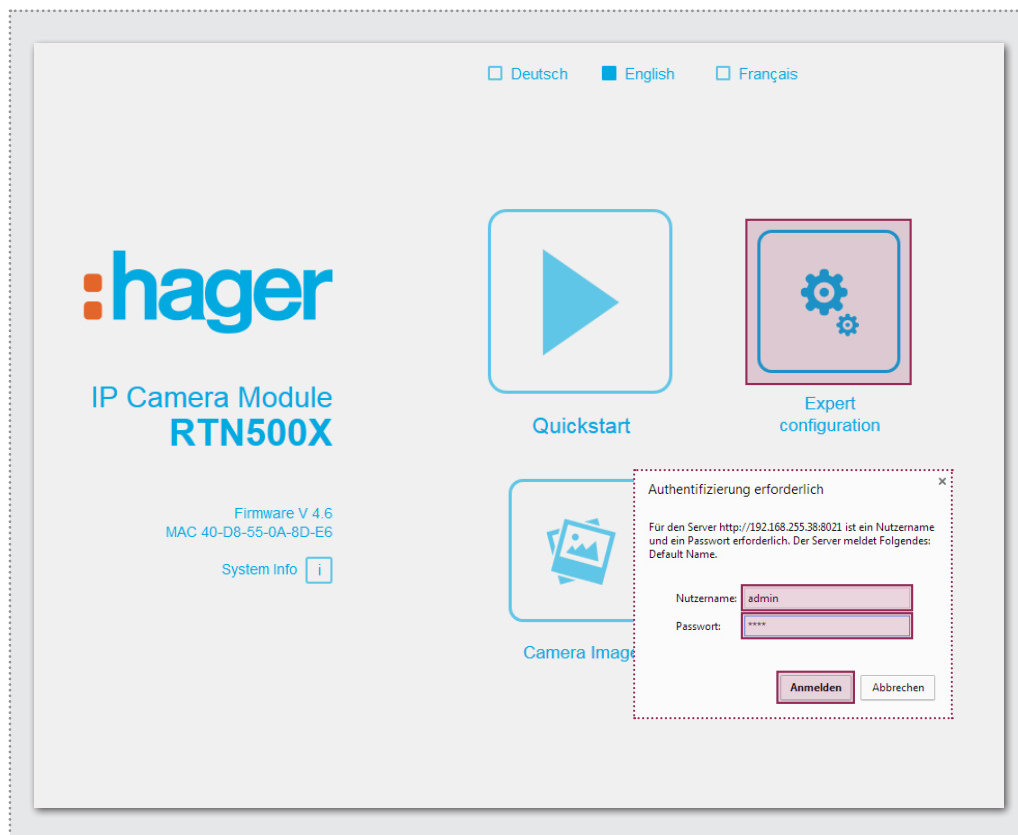 Deutsch English Français
:hager
IP Camera Module
RTN500X
Firmware V 4.6
MAC 40-D8-55-0A-8D-E6
System Info i
Quickstart
Expert
configuration
Camera Image
Authentifizierung erforderlich ×
Für den Server http://192.168.255.38:8021 ist ein Nutzername
und ein Passwort erforderlich. Der Server meldet Folgendes:
Default Name.
Nutzername: admin
Passwort: ****
Anmelden Abbrechen